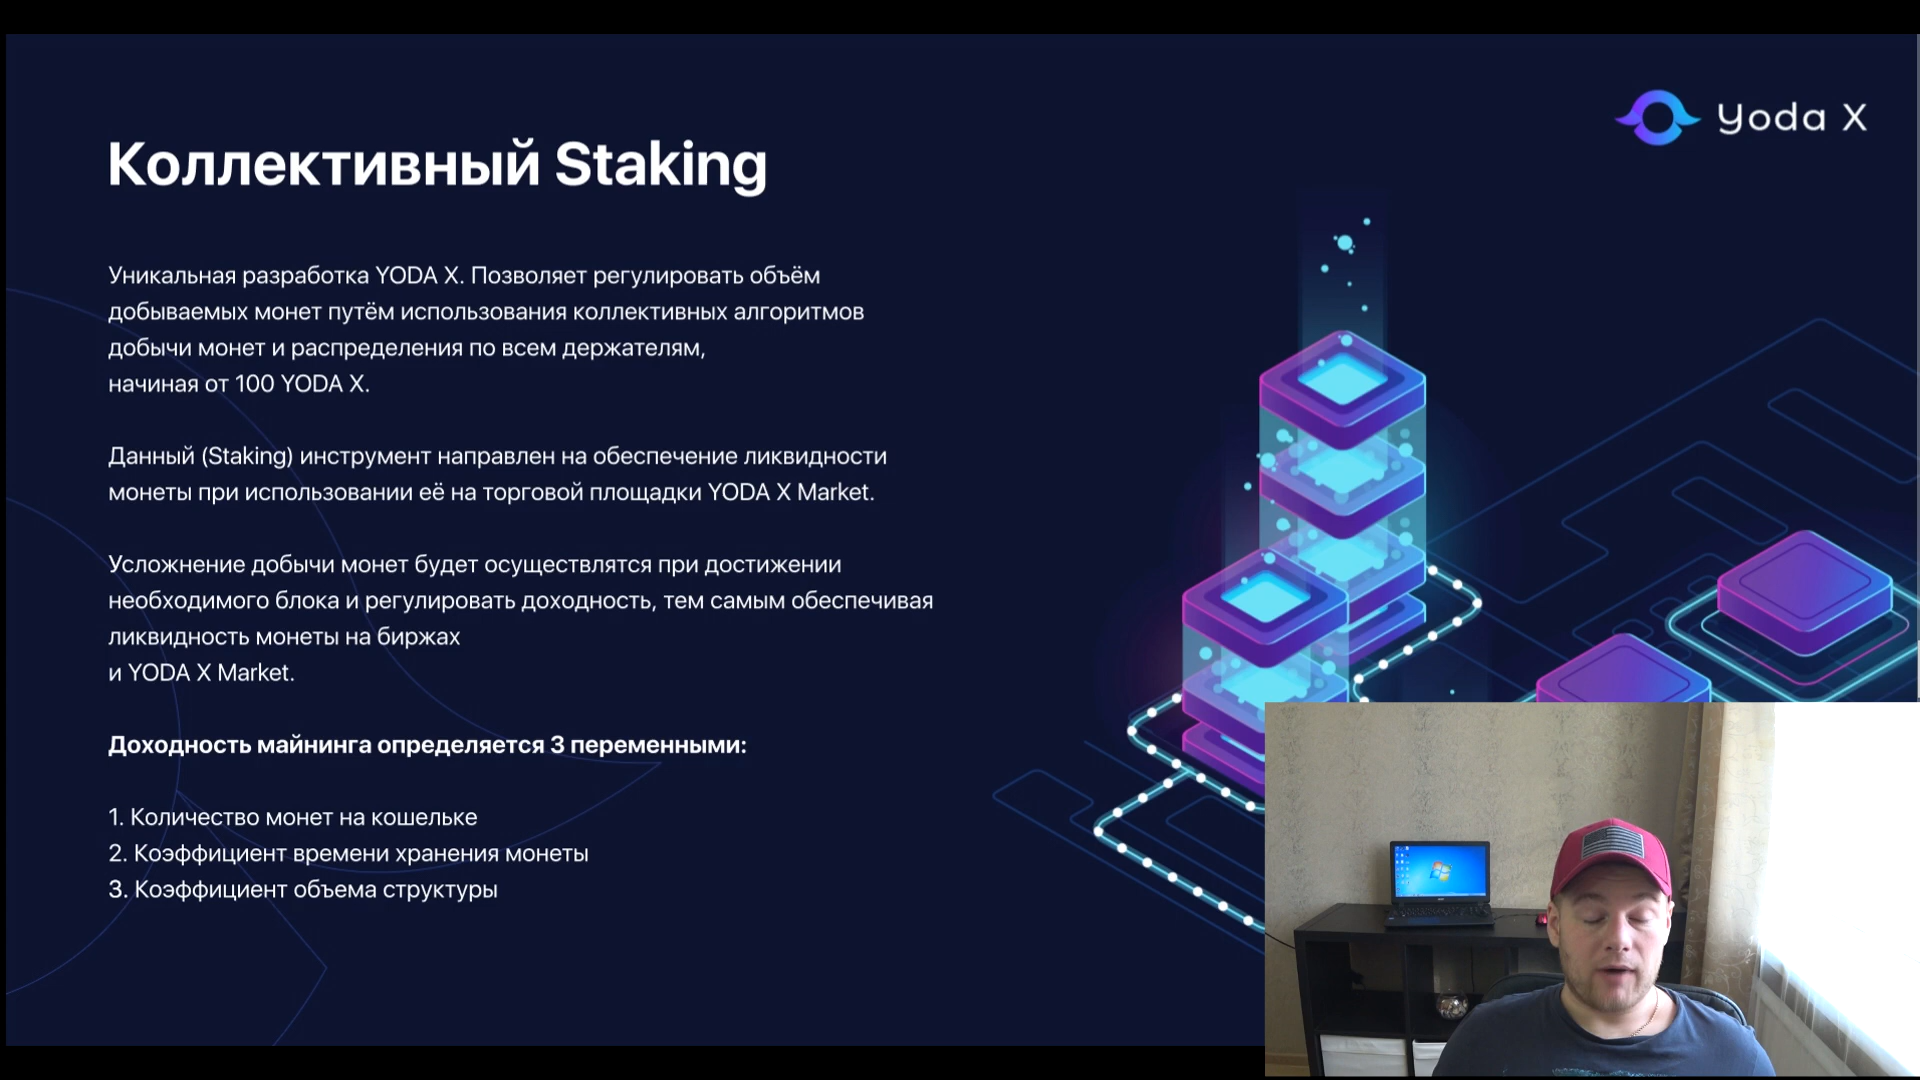 Yoda X
Коллективный Staking
Уникальная разработка YODA X. Позволяет регулировать объём
добываемых монет путём использования коллективных алгоритмов
добычи монет и распределения по всем держателям,
начиная от 100 YODA X.
Данный (Staking) инструмент направлен на обеспечение ликвидности
монеты при использовании её на торговой площадки YODA X Market.
Усложнение добычи монет будет осуществлятся при достижении
необходимого блока и регулировать доходность, тем самым обеспечивая
ликвидность монеты на биржах
и YODA X Market.
Доходность майнинга определяется 3 переменными:
1. Количество монет на кошельке
2. Коэффициент времени хранения монеты
3. Коэффициент объема структуры